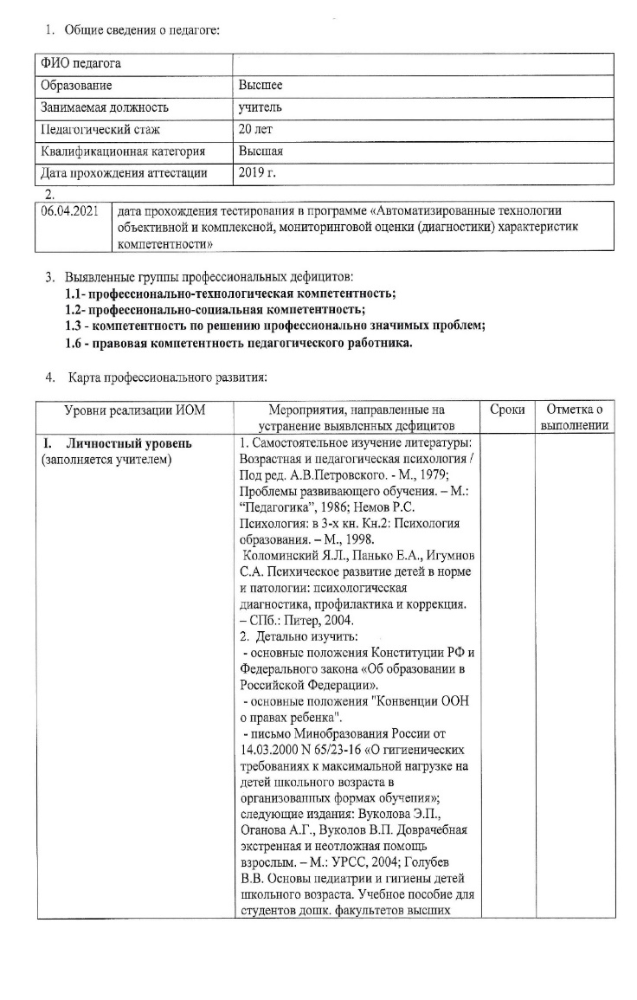 1. Общие сведения о педагоге:
ФИО педагога
Образование Высшее
Занимаемая должность учитель
Педагогический стаж 20 лет
Квалификационная категория Высшая
Дата прохождения аттестации 2019 г.
2.
06.04.2021 дата прохождения тестирования в программе «Автоматизированные технологии
объективной и комплексной, мониторинговой оценки (диагностики) характеристик
компетентности»
3. Выявленные группы профессиональных дефицитов:
1.1- профессионально-технологическая компетентность;
1.2- профессионально-социальная компетентность;
1.3 - компетентность по решению профессионально значимых проблем;
1.6 - правовая компетентность педагогического работника.
4. Карта профессионального развития:
Уровни реализации ИОМ Мероприятия, направленные на Сроки Отметка о
устранение выявленных дефицитов выполнении
I. Личностный уровень 1. Самостоятельное изучение литературы:
(заполняется учителем) Возрастная и педагогическая психология /
Под ред. А.В.Петровского. - М., 1979;
Проблемы развивающего обучения. – М.:
“Педагогика”, 1986; Немов Р.С.
Психология: в 3-х кн. Кн.2: Психология
образования. – М., 1998.
Коломинский Я.Л., Панько Е.А., Игумнов
С.А. Психическое развитие детей в норме
и патологии: психологическая
диагностика, профилактика и коррекция.
– СПб.: Питер, 2004.
2. Детально изучить:
- основные положения Конституции РФ и
Федерального закона «Об образовании в
Российской Федерации».
- основные положения "Конвенции ООН
о правах ребенка".
- письмо Минобразования России от
14.03.2000 N 65/23-16 «О гигиенических
требованиях к максимальной нагрузке на
детей школьного возраста в
организованных формах обучения»;
следующие издания: Вуколова Э.П.,
Оганова А.Г., Вуколов В.П. Доврачебная
экстренная и неотложная помощь
взрослым. – М.: УРСС, 2004; Голубев
В.В. Основы педиатрии и гигиены детей
школьного возраста. Учебное пособие для
студентов дошк. факультетов высших